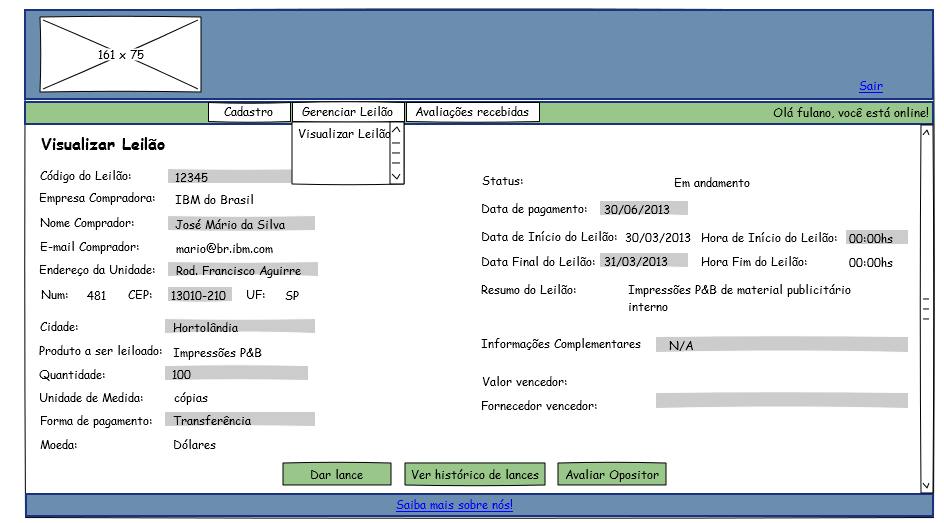 161 x 75
Sair
Cadastro Gerenciar Leilão Avaliações recebidas Olá fulano, você está online!
Visualizar Leilão
Visualizar Leilão
Código do Leilão: 12345
Empresa Compradora: IBM do Brasil
Nome Comprador: José Mário da Silva
E-mail Comprador: mario@br.ibm.com
Endereço da Unidade: Rod. Francisco Aguirre
Num: 481 CEP: 13010-210 UF: SP
Cidade: Hortolândia
Produto a ser leiloado: Impressões P&B
Quantidade: 100
Unidade de Medida: cópias
Forma de pagamento: Transferência
Moeda: Dólares
Status: Em andamento
Data de pagamento: 30/06/2013
Data de Início do Leilão: 30/03/2013 Hora de Início do Leilão: 00:00hs
Data Final do Leilão: 31/03/2013 Hora Fim do Leilão: 00:00hs
Resumo do Leilão: Impressões P&B de material publicitário
interno
Informações Complementares N/A
Valor vencedor:
Fornecedor vencedor:
Dar lance Ver histórico de lances Avaliar Opositor
Saiba mais sobre nós!